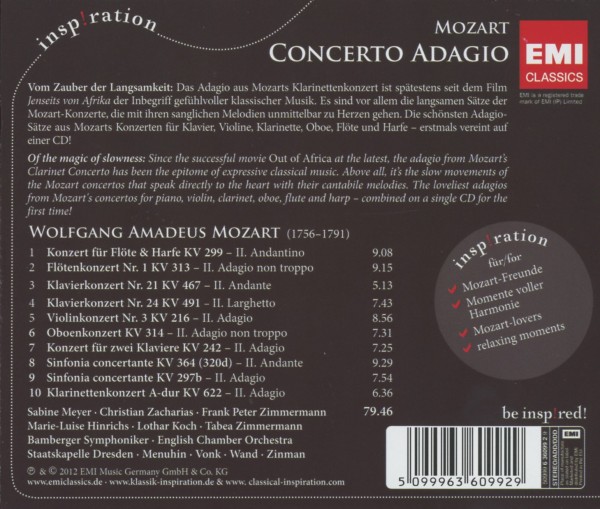 insp!ration
MOZART
CONCERTO ADAGIO
EMI
CLASSICS
EMI is a registered trade
mark of EMI (IP) Limited
Vom Zauber der Langsamkeit: Das Adagio aus Mozarts Klarinettenkonzert ist spätestens seit dem Film
Jenseits von Afrika der Inbegriff gefühlvoller klassischer Musik. Es sind vor allem die langsamen Sätze der
Mozart-Konzerte, die mit ihren sanglichen Melodien unmittelbar zu Herzen gehen. Die schönsten Adagio-
Sätze aus Mozarts Konzerten für Klavier, Violine, Klarinette, Oboe, Flöte und Harfe – erstmals vereint auf
einer CD!
Of the magic of slowness: Since the successful movie Out of Africa at the latest, the adagio from Mozart's
Clarinet Concerto has been the epitome of expressive classical music. Above all, it's the slow movements
of the Mozart concertos that speak directly to the heart with their cantabile melodies. The loveliest adagios
from Mozart's concertos for piano, violin, clarinet, oboe, flute and harp – combined on a single CD for the
first time!
WOLFGANG AMADEUS MOZART (1756–1791)
1 Konzert für Flöte & Harfe KV 299 – II. Andantino 9.08
2 Flötenkonzert Nr. 1 KV 313 – II. Adagio non troppo 9.15
3 Klavierkonzert Nr. 21 KV 467 – II. Andante 5.13
4 Klavierkonzert Nr. 24 KV 491 – II. Larghetto 7.43
5 Violinkonzert Nr. 3 KV 216 – II. Adagio 8.56
6 Oboenkonzert KV 314 – II. Adagio non troppo 7.31
7 Konzert für zwei Klaviere KV 242 – II. Adagio 7.25
8 Sinfonia concertante KV 364 (320d) – II. Andante 9.29
9 Sinfonia concertante KV 297b – II. Adagio 7.54
10 Klarinettenkonzert A-dur KV 622 – II. Adagio 6.36
Sabine Meyer · Christian Zacharias · Frank Peter Zimmermann 79.46
Marie-Luise Hinrichs · Lothar Koch · Tabea Zimmermann
Bamberger Symphoniker · English Chamber Orchestra
Staatskapelle Dresden · Menuhin · Vonk · Wand · Zinman
℗ & © 2012 EMI Music Germany GmbH & Co. KG
www.emiclassics.de · www.klassik-inspiration.de & www.classical-inspiration.com
insp!ration
für/for
Mozart-Freunde
Momente voller
Harmonie
Mozart-lovers
relaxing moments
be insp!red!
5 099963 609929
EMI
STEREO/ADD/DDD